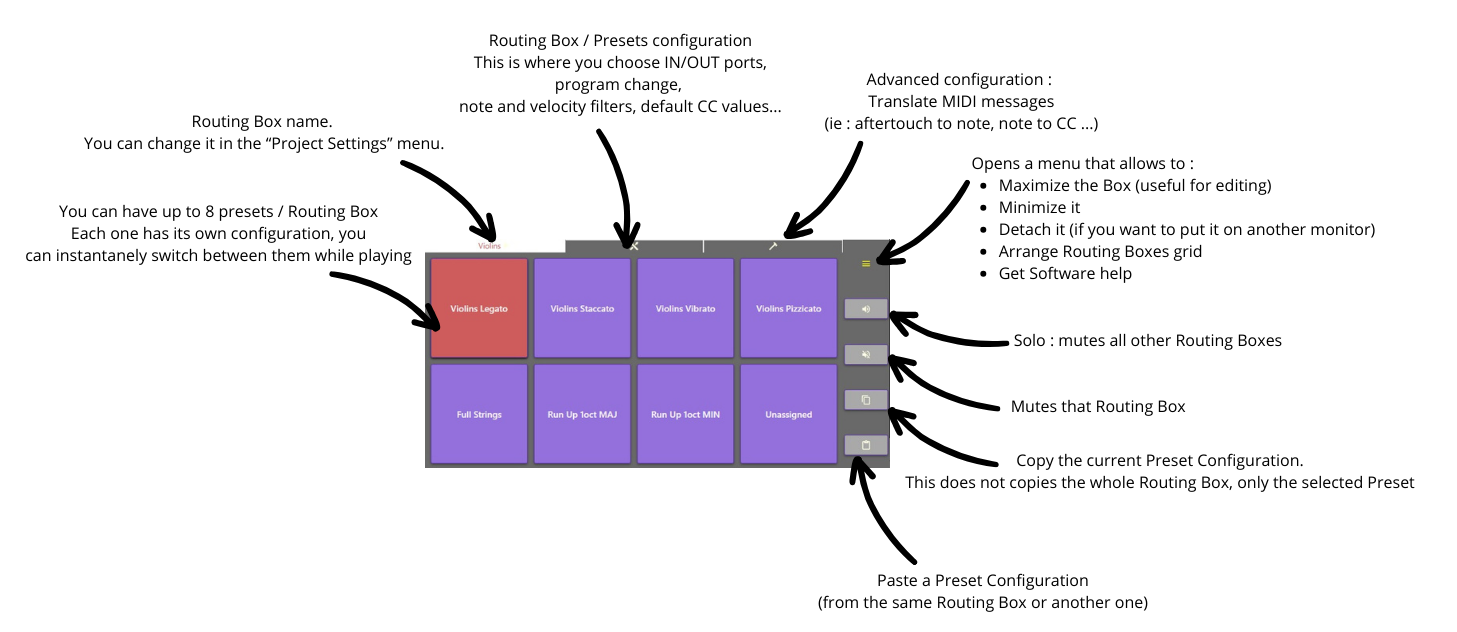 Routing Box / Presets configuration
This is where you choose IN/OUT ports,
program change,
note and velocity filters, default CC values...
Advanced configuration :
Translate MIDI messages
(ie : aftertouch to note, note to CC ...)
Routing Box name.
You can change it in the “Project Settings” menu.
Opens a menu that allows to :
• Maximize the Box (useful for editing)
• Minimize it
• Detach it (if you want to put it on another monitor)
• Arrange Routing Boxes grid
• Get Software help
You can have up to 8 presets / Routing Box
Each one has its own configuration, you
can instantanely switch between them while playing
Violins
Violins Legato
Violins Staccato
Violins Vibrato
Violins Pizzicato
Full Strings
Run Up 1oct MAJ
Run Up 1oct MIN
Unassigned
Solo : mutes all other Routing Boxes
Mutes that Routing Box
Copy the current Preset Configuration.
This does not copies the whole Routing Box, only the selected Preset
Paste a Preset Configuration
(from the same Routing Box or another one)